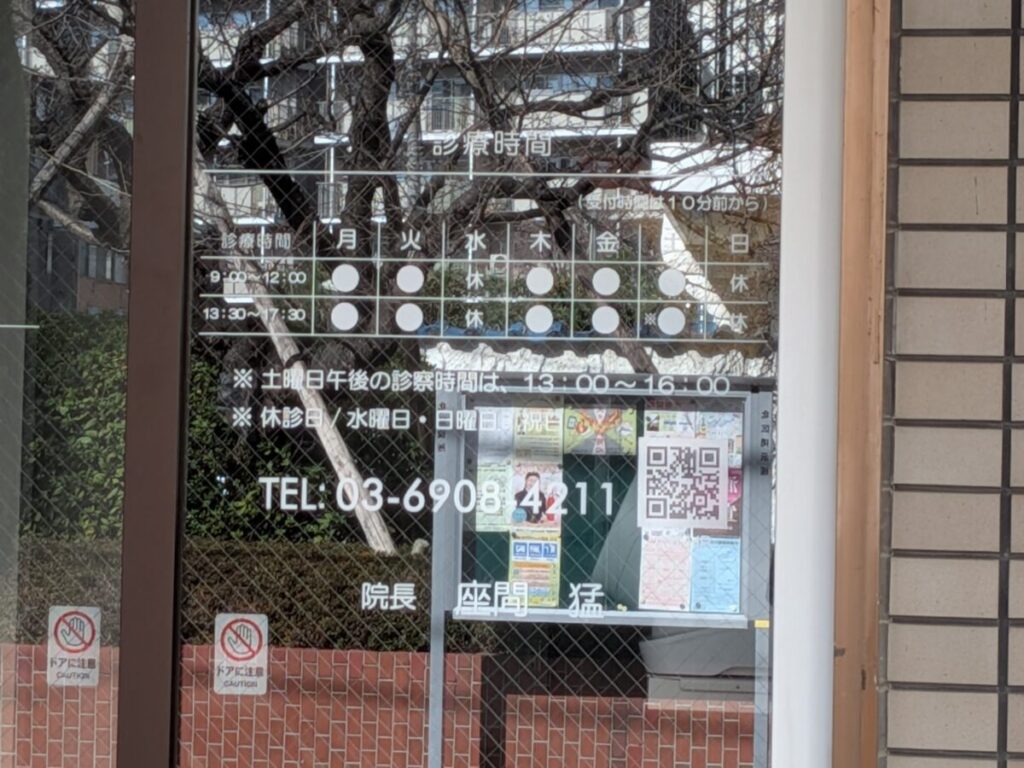 診療時間
（受付時間は10分前から）
診療時間 月 火 水 木 金 土 日
9:00～12:00 ● ● 休 ● ● ● 休
13:30～17:30 ● ● 休 ● ● ※● 休
※ 土曜日午後の診察時間は、13：00～16：00
※ 休診日 / 水曜日・日曜日・祝日
TEL: 03-6908-4211
院長 座間 猛
ドアに注意
CAUTION
ドアに注意
CAUTION